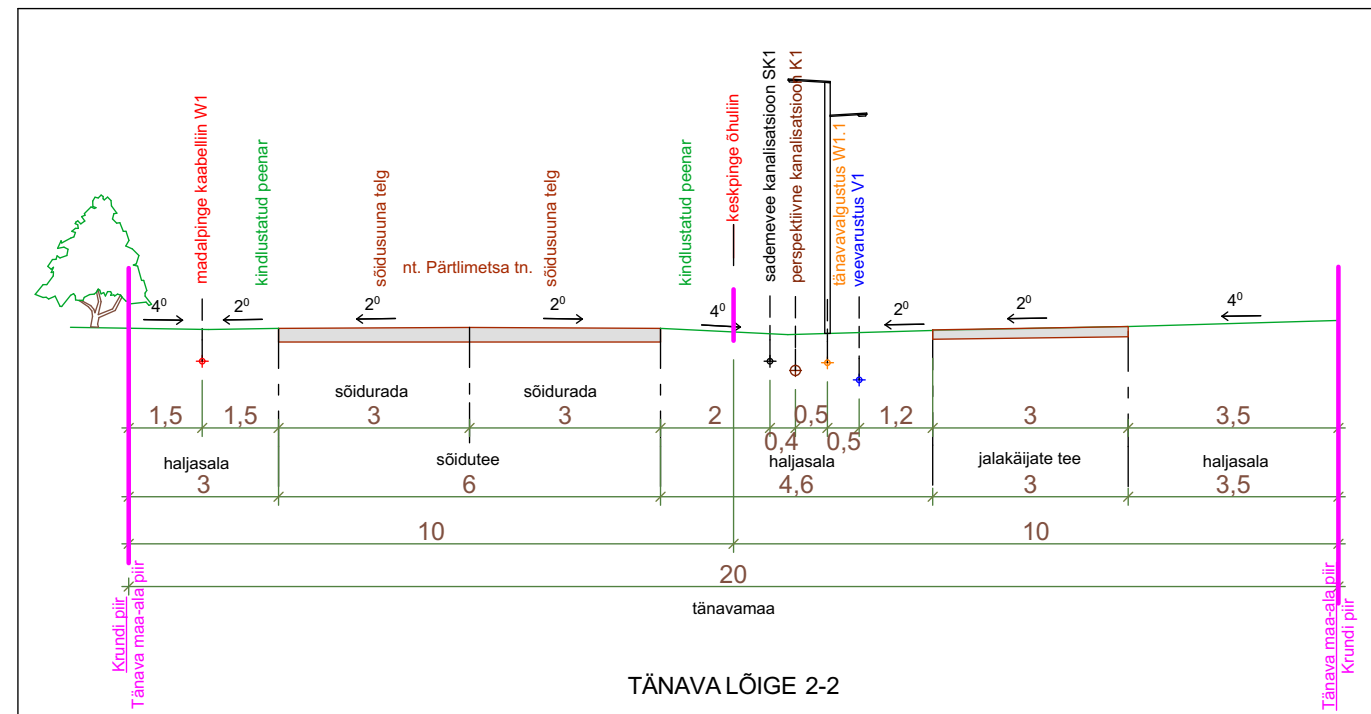 madalpinge kaabelliin W1
kindlustatud peenar
sõidusuuna telg
nt. Pärtlimetsa tn.
sõidusuuna telg
kindlustatud peenar
keskpinge õhuliin
sademevee kanalisatsioon SK1
perspektiivne kanalisatsioon K1
tänavavalgustus W1.1
veevarustus V1
4⁰ 2⁰ 2⁰ 2⁰ 4⁰ 2⁰ 2⁰ 4⁰
sõidurada sõidurada
1,5 1,5 3 3 2 0,5 1,2 3 3,5
0,4 0,5
haljasala sõidutee haljasala jalakäijate tee haljasala
3 6 4,6 3 3,5
10 10
20
tänavamaa
Krundi piir
Tänava maa-ala piir
Tänava maa-ala piir
Krundi piir
TÄNAVA LÕIGE 2-2